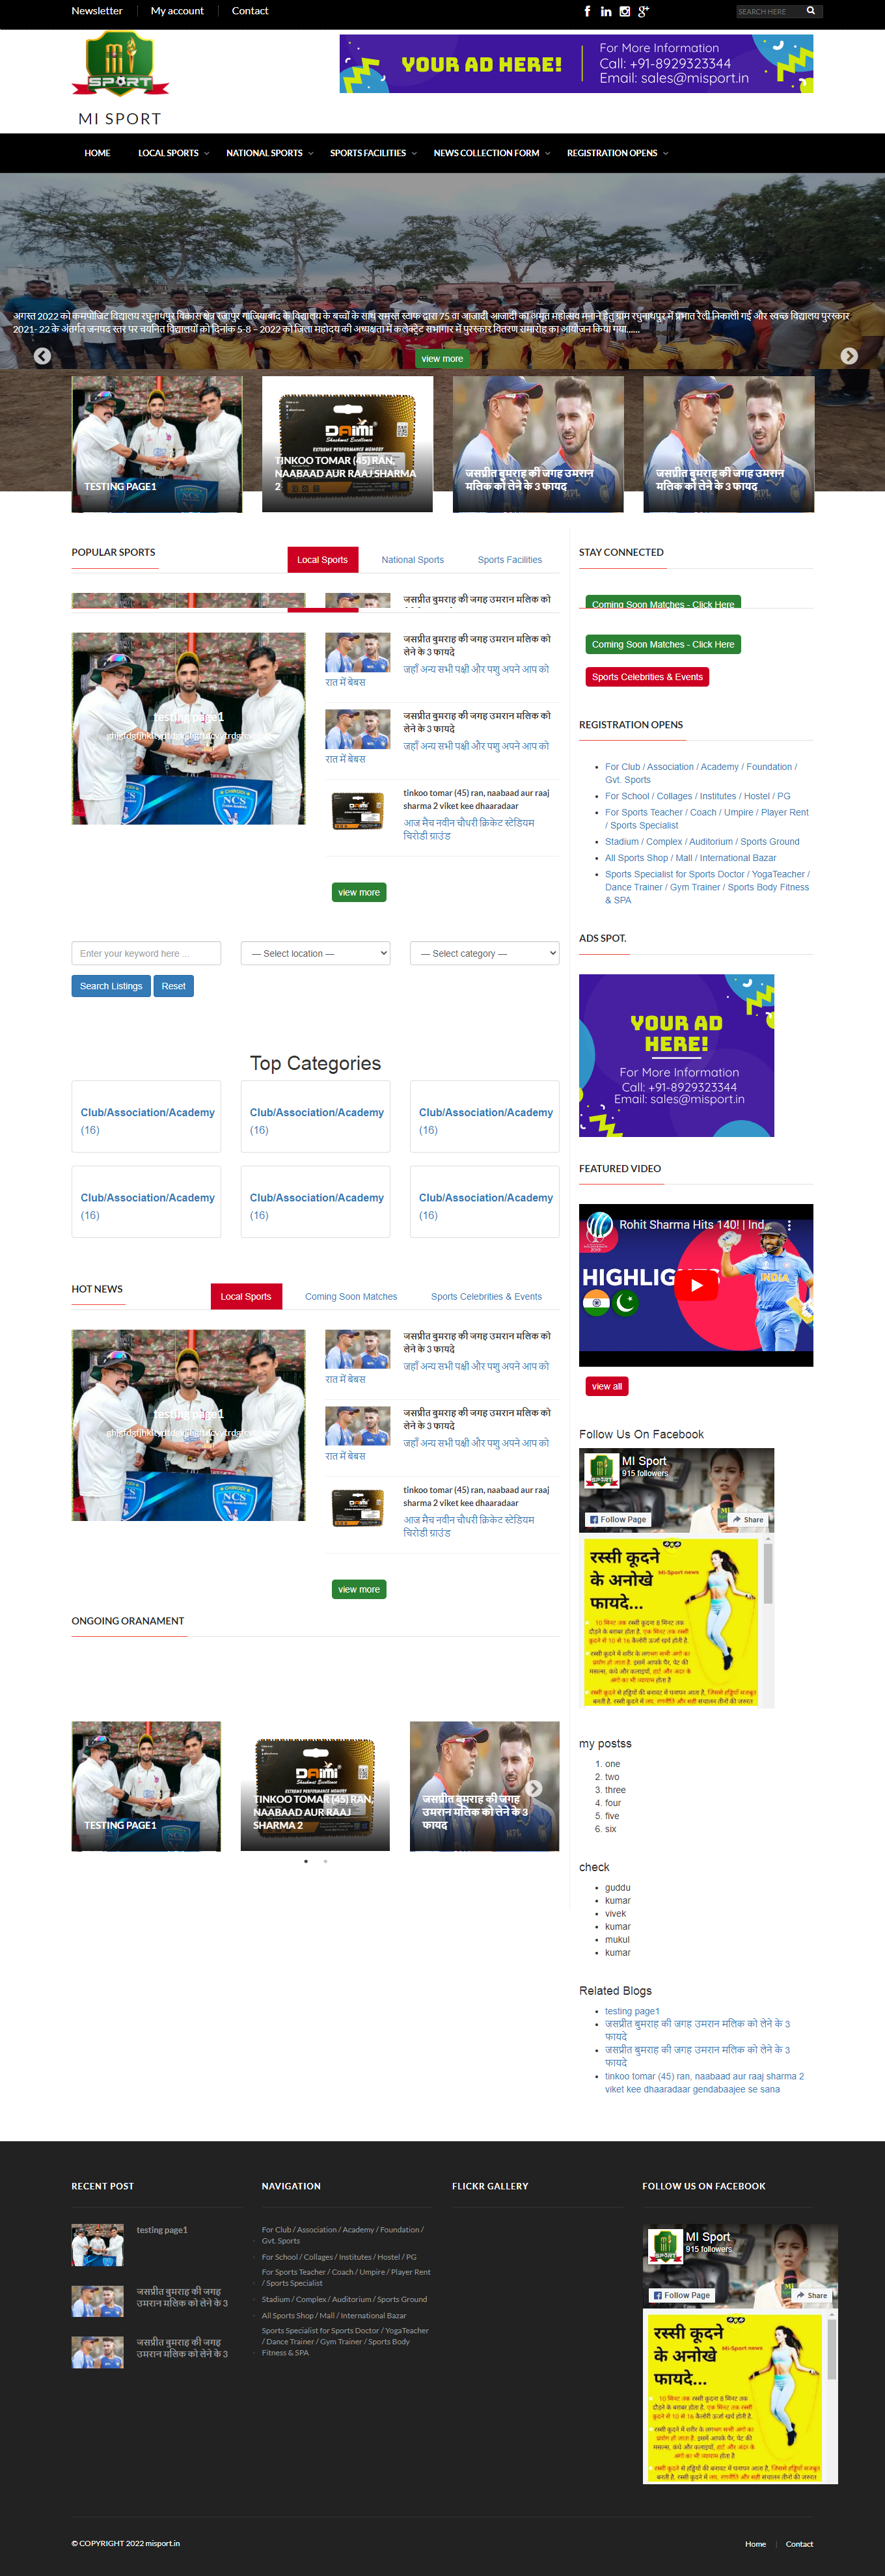 Newsletter
My account
Contact
SEARCH HERE
SPORT
MI SPORT
YOUR AD HERE!
For More Information
Call: +91-8929323344
Email: sales@misport.in
HOME
LOCAL SPORTS
NATIONAL SPORTS
SPORTS FACILITIES
NEWS COLLECTION FORM
REGISTRATION OPENS
अगस्त 2022 को कमपोजिट विद्यालय रघुनाथपुर विकास क्षेत्र रजापुर गाजियाबाद के विद्यालय के बच्चों के साथ समस्त स्टाफ द्वारा 75 वा आजादी आजादी का अमृत महोत्सव मनाने हेतु ग्राम रघुनाथपुर में प्रभात रैली निकाली गई और स्वच्छ विद्यालय पुरस्कार
2021- 22 के अंतर्गत जनपद स्तर पर चयनित विद्यालयों को दिनांक 5-8 – 2022 को जिला महोदय की अध्यक्षता में कलेक्ट्रेट सभागार में पुरस्कार वितरण समारोह का आयोजन किया गया......
view more
TESTING PAGE1
DAiMi
Shashwat Excellence
EXTREME PERFORMANCE MEMORY
TINKOO TOMAR (45) RAN,
NAABAAD AUR RAAJ SHARMA
2
जसप्रीत बुमराह की जगह उमरान
मलिक को लेने के 3 फायद
जसप्रीत बुमराह की जगह उमरान
मलिक को लेने के 3 फायद
POPULAR SPORTS
Local Sports
National Sports
Sports Facilities
जसप्रीत बुमराह की जगह उमरान मलिक को
testing page1
NCS
जसप्रीत बुमराह की जगह उमरान मलिक को
लेने के 3 फायदे
जहाँ अन्य सभी पक्षी और पशु अपने आप को
रात में बेबस
जसप्रीत बुमराह की जगह उमरान मलिक को
लेने के 3 फायदे
जहाँ अन्य सभी पक्षी और पशु अपने आप को
रात में बेबस
tinkoo tomar (45) ran, naabaad aur raaj
sharma 2 viket kee dhaaradaar
आज मैच नवीन चौधरी क्रिकेट स्टेडियम
चिरोडी ग्राउंड
view more
Enter your keyword here ...
— Select location —
— Select category —
Search Listings
Reset
Top Categories
Club/Association/Academy
(16)
Club/Association/Academy
(16)
Club/Association/Academy
(16)
Club/Association/Academy
(16)
Club/Association/Academy
(16)
Club/Association/Academy
(16)
HOT NEWS
Local Sports
Coming Soon Matches
Sports Celebrities & Events
testing page1
NCS
जसप्रीत बुमराह की जगह उमरान मलिक को
लेने के 3 फायदे
जहाँ अन्य सभी पक्षी और पशु अपने आप को
रात में बेबस
जसप्रीत बुमराह की जगह उमरान मलिक को
लेने के 3 फायदे
जहाँ अन्य सभी पक्षी और पशु अपने आप को
रात में बेबस
tinkoo tomar (45) ran, naabaad aur raaj
sharma 2 viket kee dhaaradaar
आज मैच नवीन चौधरी क्रिकेट स्टेडियम
चिरोडी ग्राउंड
view more
ONGOING ORANAMENT
TESTING PAGE1
DAiMi
Shashwat Excellence
EXTREME PERFORMANCE MEMORY
TINKOO TOMAR (45) RAN,
NAABAAD AUR RAAJ
SHARMA 2
जसप्रीत बुमराह की जगह
उमरान मलिक को लेने के 3
फायद
STAY CONNECTED
Coming Soon Matches - Click Here
Coming Soon Matches - Click Here
Sports Celebrities & Events
REGISTRATION OPENS
For Club / Association / Academy / Foundation /
Gvt. Sports
For School / Collages / Institutes / Hostel / PG
For Sports Teacher / Coach / Umpire / Player Rent
/ Sports Specialist
Stadium / Complex / Auditorium / Sports Ground
All Sports Shop / Mall / International Bazar
Sports Specialist for Sports Doctor / YogaTeacher /
Dance Trainer / Gym Trainer / Sports Body Fitness
& SPA
ADS SPOT.
YOUR AD
HERE!
For More Information
Call: +91-8929323344
Email: sales@misport.in
FEATURED VIDEO
Rohit Sharma Hits 140! | Ind...
HIGHLIGHTS
INDIA
view all
Follow Us On Facebook
MI Sport
915 followers
Follow Page
Share
रस्सी कूदने
के अनोखे
फायदे...
Mi-Sport news
my postss
1. one
2. two
3. three
4. four
5. five
6. six
check
guddu
kumar
vivek
kumar
mukul
kumar
Related Blogs
testing page1
जसप्रीत बुमराह की जगह उमरान मलिक को लेने के 3
फायदे
जसप्रीत बुमराह की जगह उमरान मलिक को लेने के 3
फायदे
tinkoo tomar (45) ran, naabaad aur raaj sharma 2
viket kee dhaaradaar gendabaajee se sana
RECENT POST
testing page1
जसप्रीत बुमराह की जगह
उमरान मलिक को लेने के 3
जसप्रीत बुमराह की जगह
उमरान मलिक को लेने के 3
NAVIGATION
For Club / Association / Academy / Foundation /
Gvt. Sports
For School / Collages / Institutes / Hostel / PG
For Sports Teacher / Coach / Umpire / Player Rent
/ Sports Specialist
Stadium / Complex / Auditorium / Sports Ground
All Sports Shop / Mall / International Bazar
Sports Specialist for Sports Doctor / YogaTeacher
/ Dance Trainer / Gym Trainer / Sports Body
Fitness & SPA
FLICKR GALLERY
FOLLOW US ON FACEBOOK
MI Sport
915 followers
Follow Page
Share
रस्सी कूदने
के अनोखे
फायदे...
Mi-Sport news
© COPYRIGHT 2022 misport.in
Home
Contact